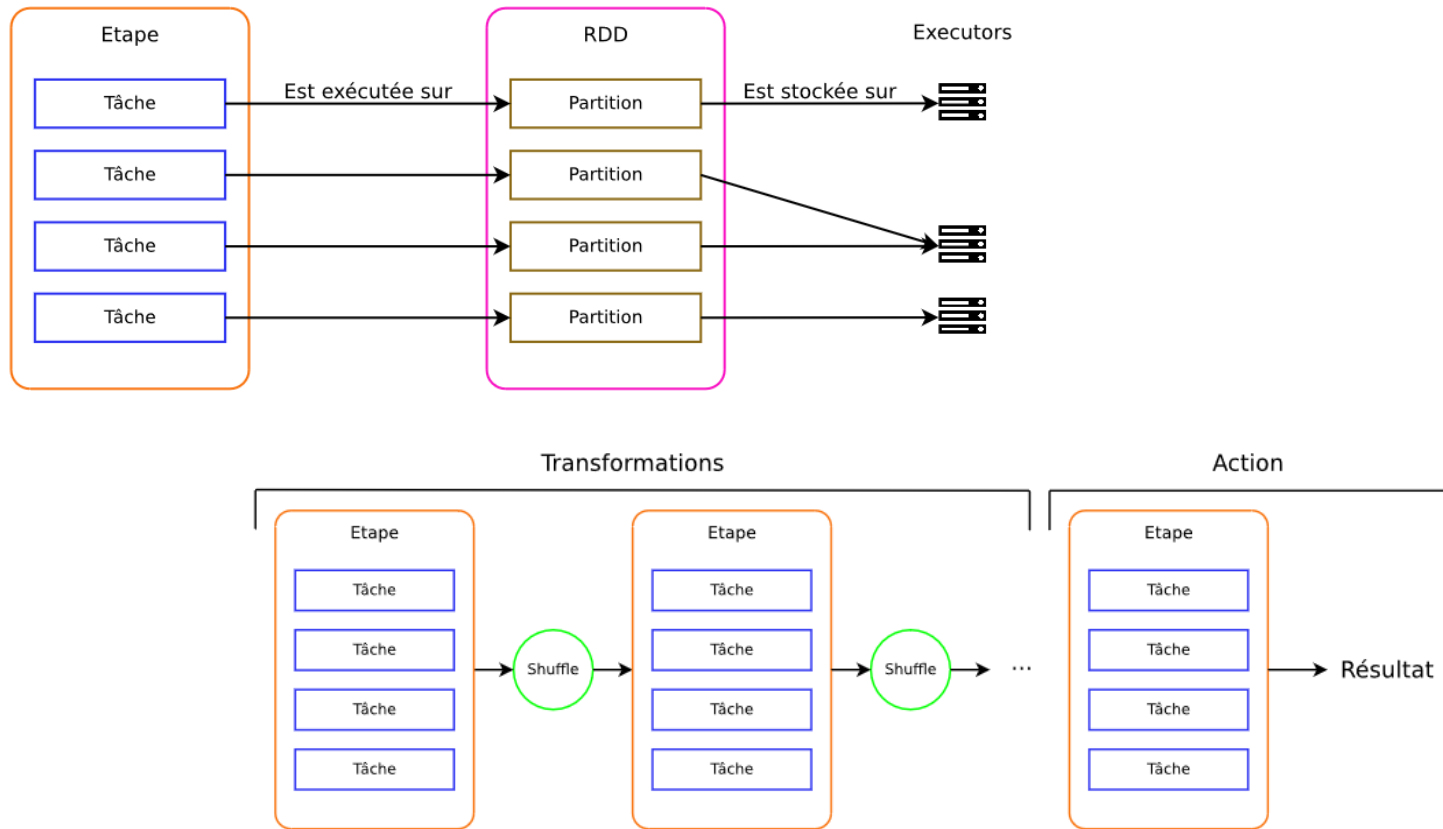 Etape
RDD
Executors
Tâche
Est exécutée sur
Partition
Est stockée sur
Tâche
Partition
Tâche
Partition
Tâche
Partition
Transformations
Action
Etape
Etape
Etape
Tâche
Tâche
Tâche
Tâche
Tâche
Tâche
Shuffle
Shuffle
...
Résultat
Tâche
Tâche
Tâche
Tâche
Tâche
Tâche